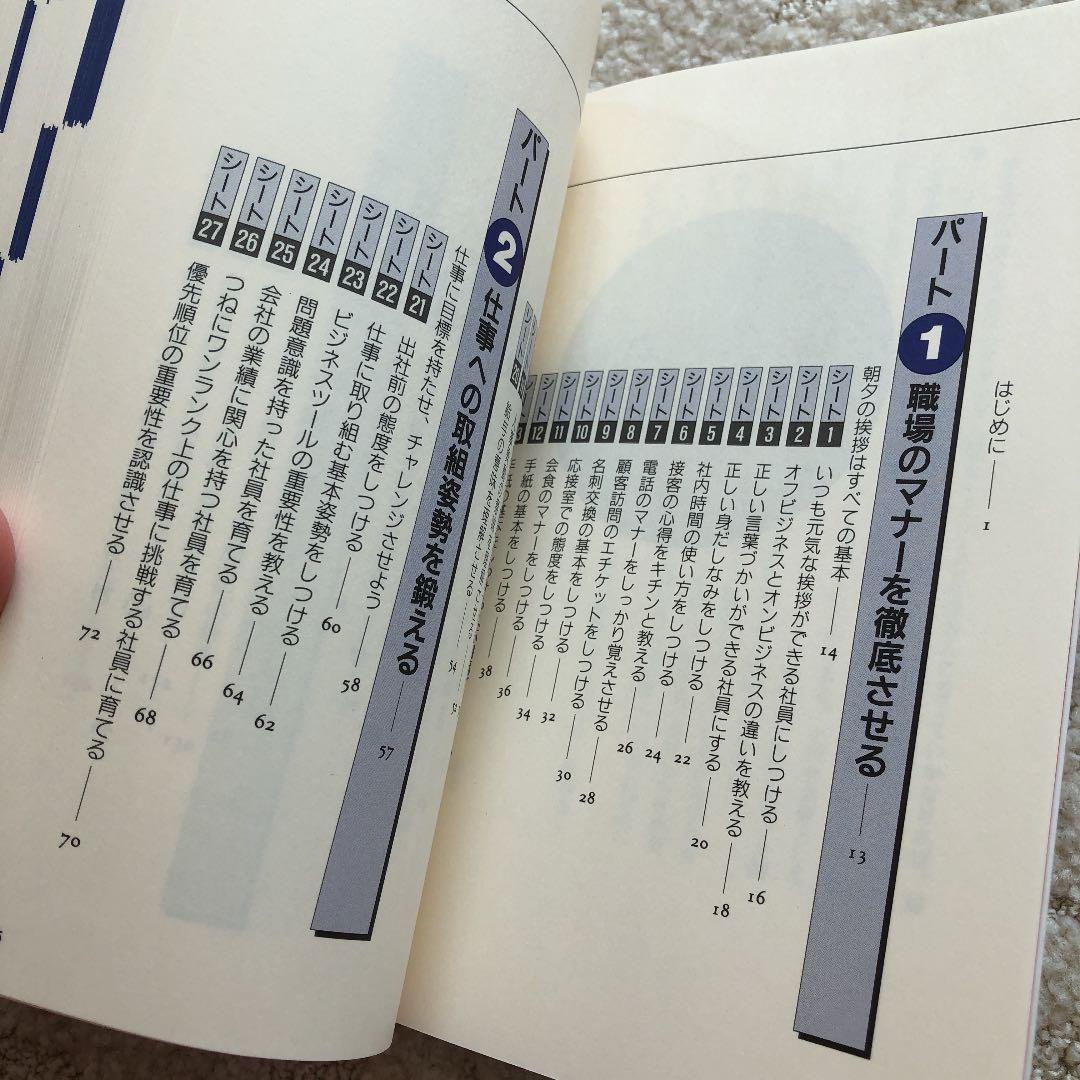 はじめに 1
パート1 職場のマナーを徹底させる 13
朝夕の挨拶はすべての基本 14
シート1 いつも元気な挨拶ができる社員にしつける 16
シート2 オフビジネスとオンビジネスの違いを教える 18
シート3 正しい言葉づかいができる社員にする 20
シート4 正しい身だしなみをしつける 22
シート5 社内時間の使い方をしつける 24
シート6 接客の心得をキチンと教える 26
シート7 電話のマナーをしっかり覚えさせる 28
シート8 顧客訪問のエチケットをしつける 30
シート9 名刺交換の基本をしつける 32
シート10 応接室での態度をしつける 34
シート11 会食のマナーをしつける 36
シート12 手紙の基本をしつける 38
パート2 仕事への取組姿勢を鍛える 57
仕事に目標を持たせ、チャレンジさせよう 58
シート21 出社前の態度をしつける 60
シート22 仕事に取り組む基本姿勢をしつける 62
シート23 ビジネスツールの重要性を教える 64
シート24 問題意識を持った社員を育てる 66
シート25 会社の業績に関心を持つ社員を育てる 68
シート26 つねにワンランク上の仕事に挑戦する社員に育てる 70
シート27 優先順位の重要性を認識させる 72